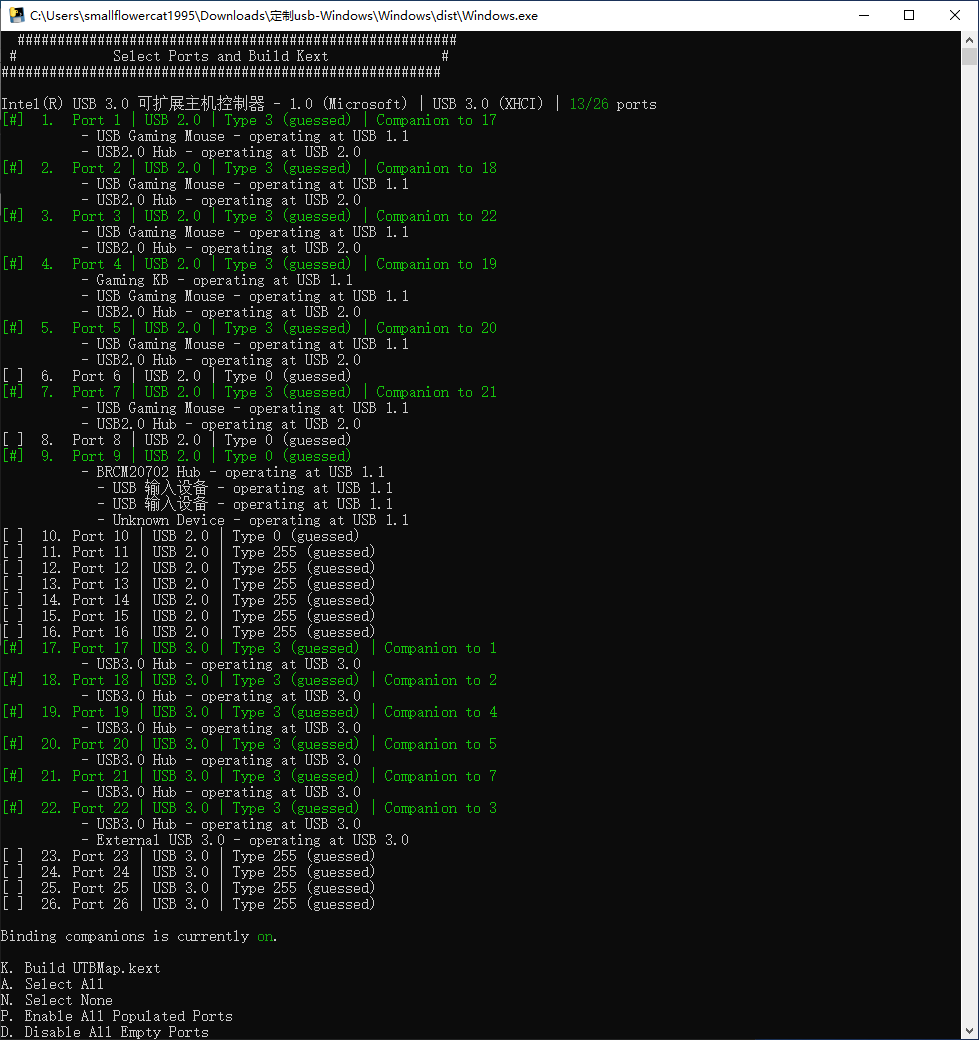 C:\Users\smallflowercat1995\Downloads\定制usb-Windows\Windows\dist\Windows.exe
#######################################################
# Select Ports and Build Kext #
#######################################################
Intel(R) USB 3.0 可扩展主机控制器 - 1.0 (Microsoft) | USB 3.0 (XHCI) | 13/26 ports
[#] 1. Port 1 | USB 2.0 | Type 3 (guessed) | Companion to 17
- USB Gaming Mouse - operating at USB 1.1
- USB2.0 Hub - operating at USB 2.0
[#] 2. Port 2 | USB 2.0 | Type 3 (guessed) | Companion to 18
- USB Gaming Mouse - operating at USB 1.1
- USB2.0 Hub - operating at USB 2.0
[#] 3. Port 3 | USB 2.0 | Type 3 (guessed) | Companion to 22
- USB Gaming Mouse - operating at USB 1.1
- USB2.0 Hub - operating at USB 2.0
[#] 4. Port 4 | USB 2.0 | Type 3 (guessed) | Companion to 19
- Gaming KB - operating at USB 1.1
- USB Gaming Mouse - operating at USB 1.1
- USB2.0 Hub - operating at USB 2.0
[#] 5. Port 5 | USB 2.0 | Type 3 (guessed) | Companion to 20
- USB Gaming Mouse - operating at USB 1.1
- USB2.0 Hub - operating at USB 2.0
[ ] 6. Port 6 | USB 2.0 | Type 0 (guessed)
[#] 7. Port 7 | USB 2.0 | Type 3 (guessed) | Companion to 21
- USB Gaming Mouse - operating at USB 1.1
- USB2.0 Hub - operating at USB 2.0
[ ] 8. Port 8 | USB 2.0 | Type 0 (guessed)
[#] 9. Port 9 | USB 2.0 | Type 0 (guessed)
- BRCM20702 Hub - operating at USB 1.1
- USB 输入设备 - operating at USB 1.1
- USB 输入设备 - operating at USB 1.1
- Unknown Device - operating at USB 1.1
[ ] 10. Port 10 | USB 2.0 | Type 0 (guessed)
[ ] 11. Port 11 | USB 2.0 | Type 255 (guessed)
[ ] 12. Port 12 | USB 2.0 | Type 255 (guessed)
[ ] 13. Port 13 | USB 2.0 | Type 255 (guessed)
[ ] 14. Port 14 | USB 2.0 | Type 255 (guessed)
[ ] 15. Port 15 | USB 2.0 | Type 255 (guessed)
[ ] 16. Port 16 | USB 2.0 | Type 255 (guessed)
[#] 17. Port 17 | USB 3.0 | Type 3 (guessed) | Companion to 1
- USB3.0 Hub - operating at USB 3.0
[#] 18. Port 18 | USB 3.0 | Type 3 (guessed) | Companion to 2
- USB3.0 Hub - operating at USB 3.0
[#] 19. Port 19 | USB 3.0 | Type 3 (guessed) | Companion to 4
- USB3.0 Hub - operating at USB 3.0
[#] 20. Port 20 | USB 3.0 | Type 3 (guessed) | Companion to 5
- USB3.0 Hub - operating at USB 3.0
[#] 21. Port 21 | USB 3.0 | Type 3 (guessed) | Companion to 7
- USB3.0 Hub - operating at USB 3.0
[#] 22. Port 22 | USB 3.0 | Type 3 (guessed) | Companion to 3
- USB3.0 Hub - operating at USB 3.0
- External USB 3.0 - operating at USB 3.0
[ ] 23. Port 23 | USB 3.0 | Type 255 (guessed)
[ ] 24. Port 24 | USB 3.0 | Type 255 (guessed)
[ ] 25. Port 25 | USB 3.0 | Type 255 (guessed)
[ ] 26. Port 26 | USB 3.0 | Type 255 (guessed)
Binding companions is currently on.
K. Build UTBMap.kext
A. Select All
N. Select None
P. Enable All Populated Ports
D. Disable All Empty Ports